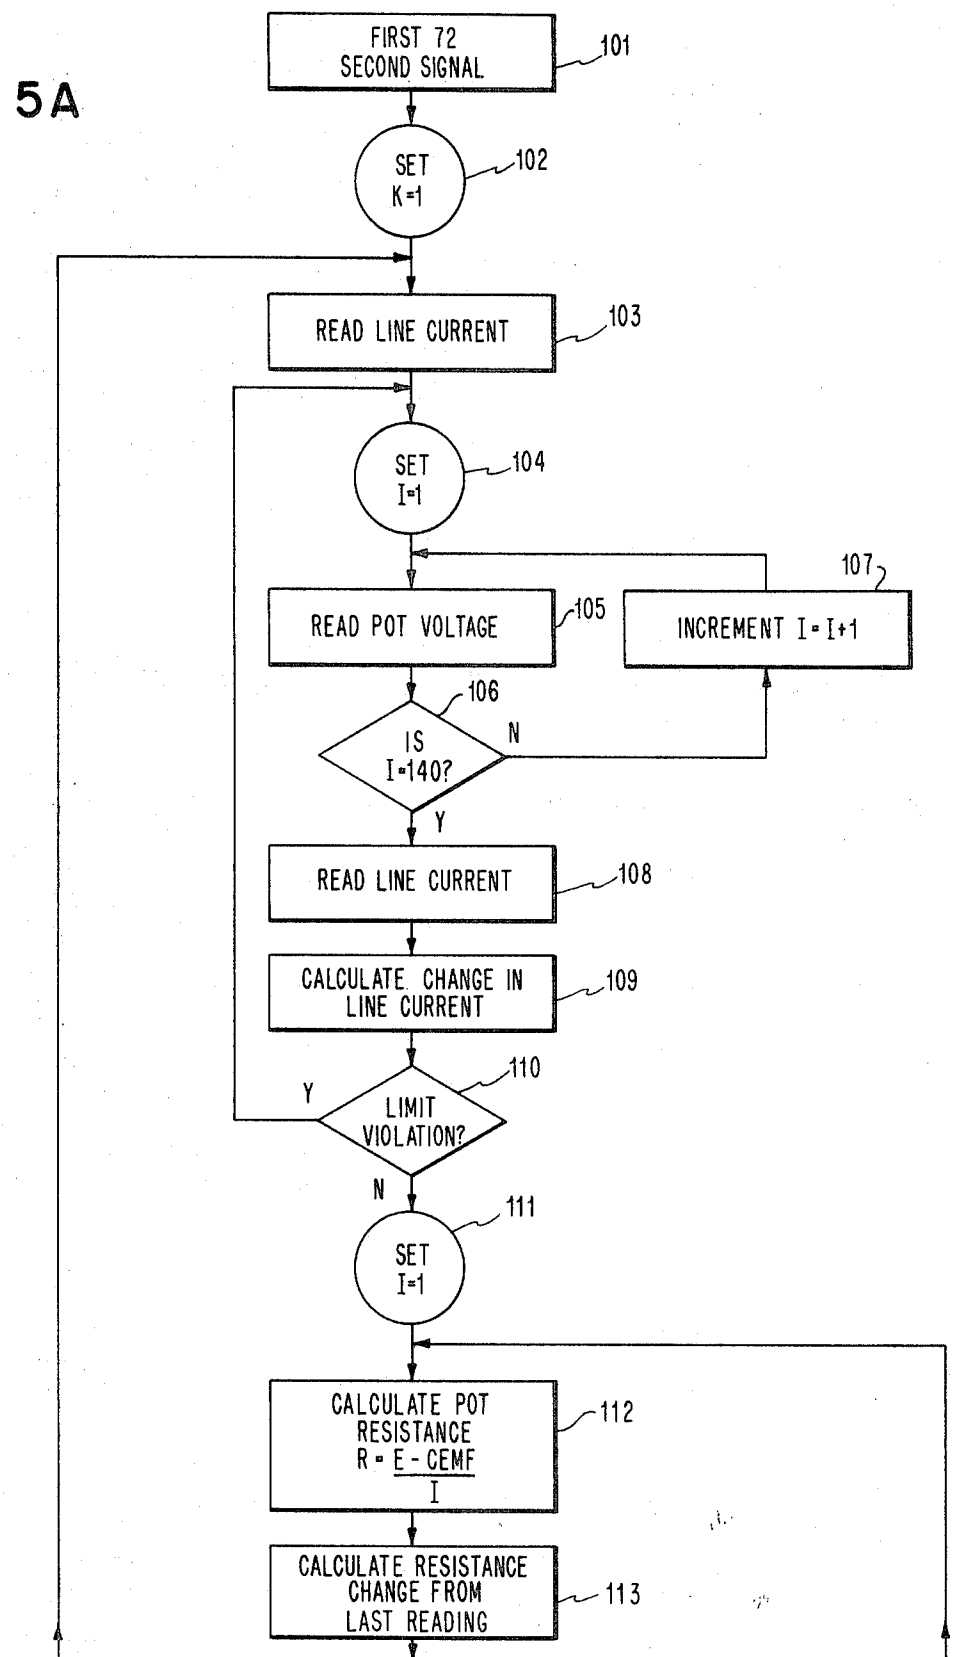 5A
FIRST 72
SECOND SIGNAL
101
SET
K=1
102
READ LINE CURRENT
103
SET
I=1
104
READ POT VOLTAGE
105
107
INCREMENT I=I+1
106
IS
I=140?
N
Y
READ LINE CURRENT
108
CALCULATE CHANGE IN
LINE CURRENT
109
110
Y
LIMIT
VIOLATION?
N
111
SET
I=1
CALCULATE POT
RESISTANCE
R = E - CEMF
I
112
CALCULATE RESISTANCE
CHANGE FROM
LAST READING
113